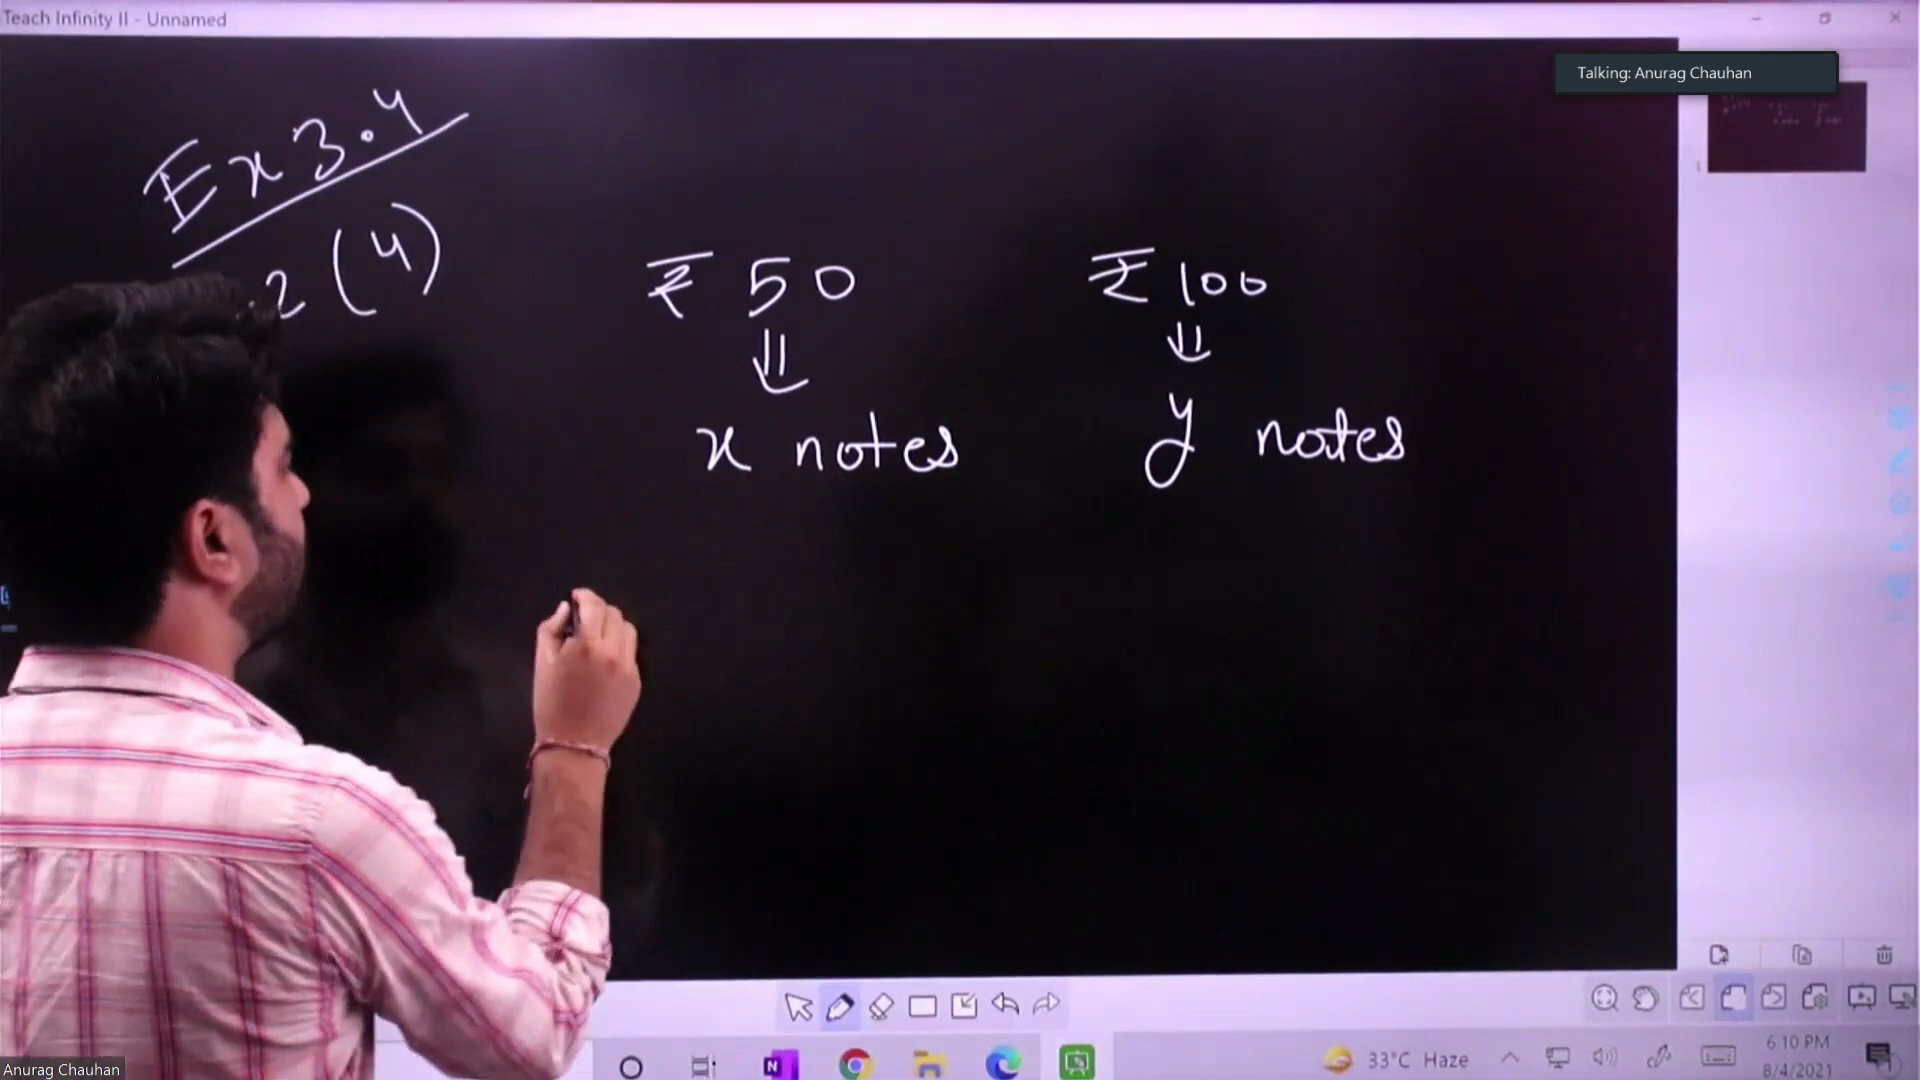 Teach Infinity II - Unnamed
Talking: Anurag Chauhan
Ex 3.4
2 (4)
₹ 50 ₹ 100
x notes y notes
1
33°C Haze
6:10 PM
8/4/2021
Anurag Chauhan